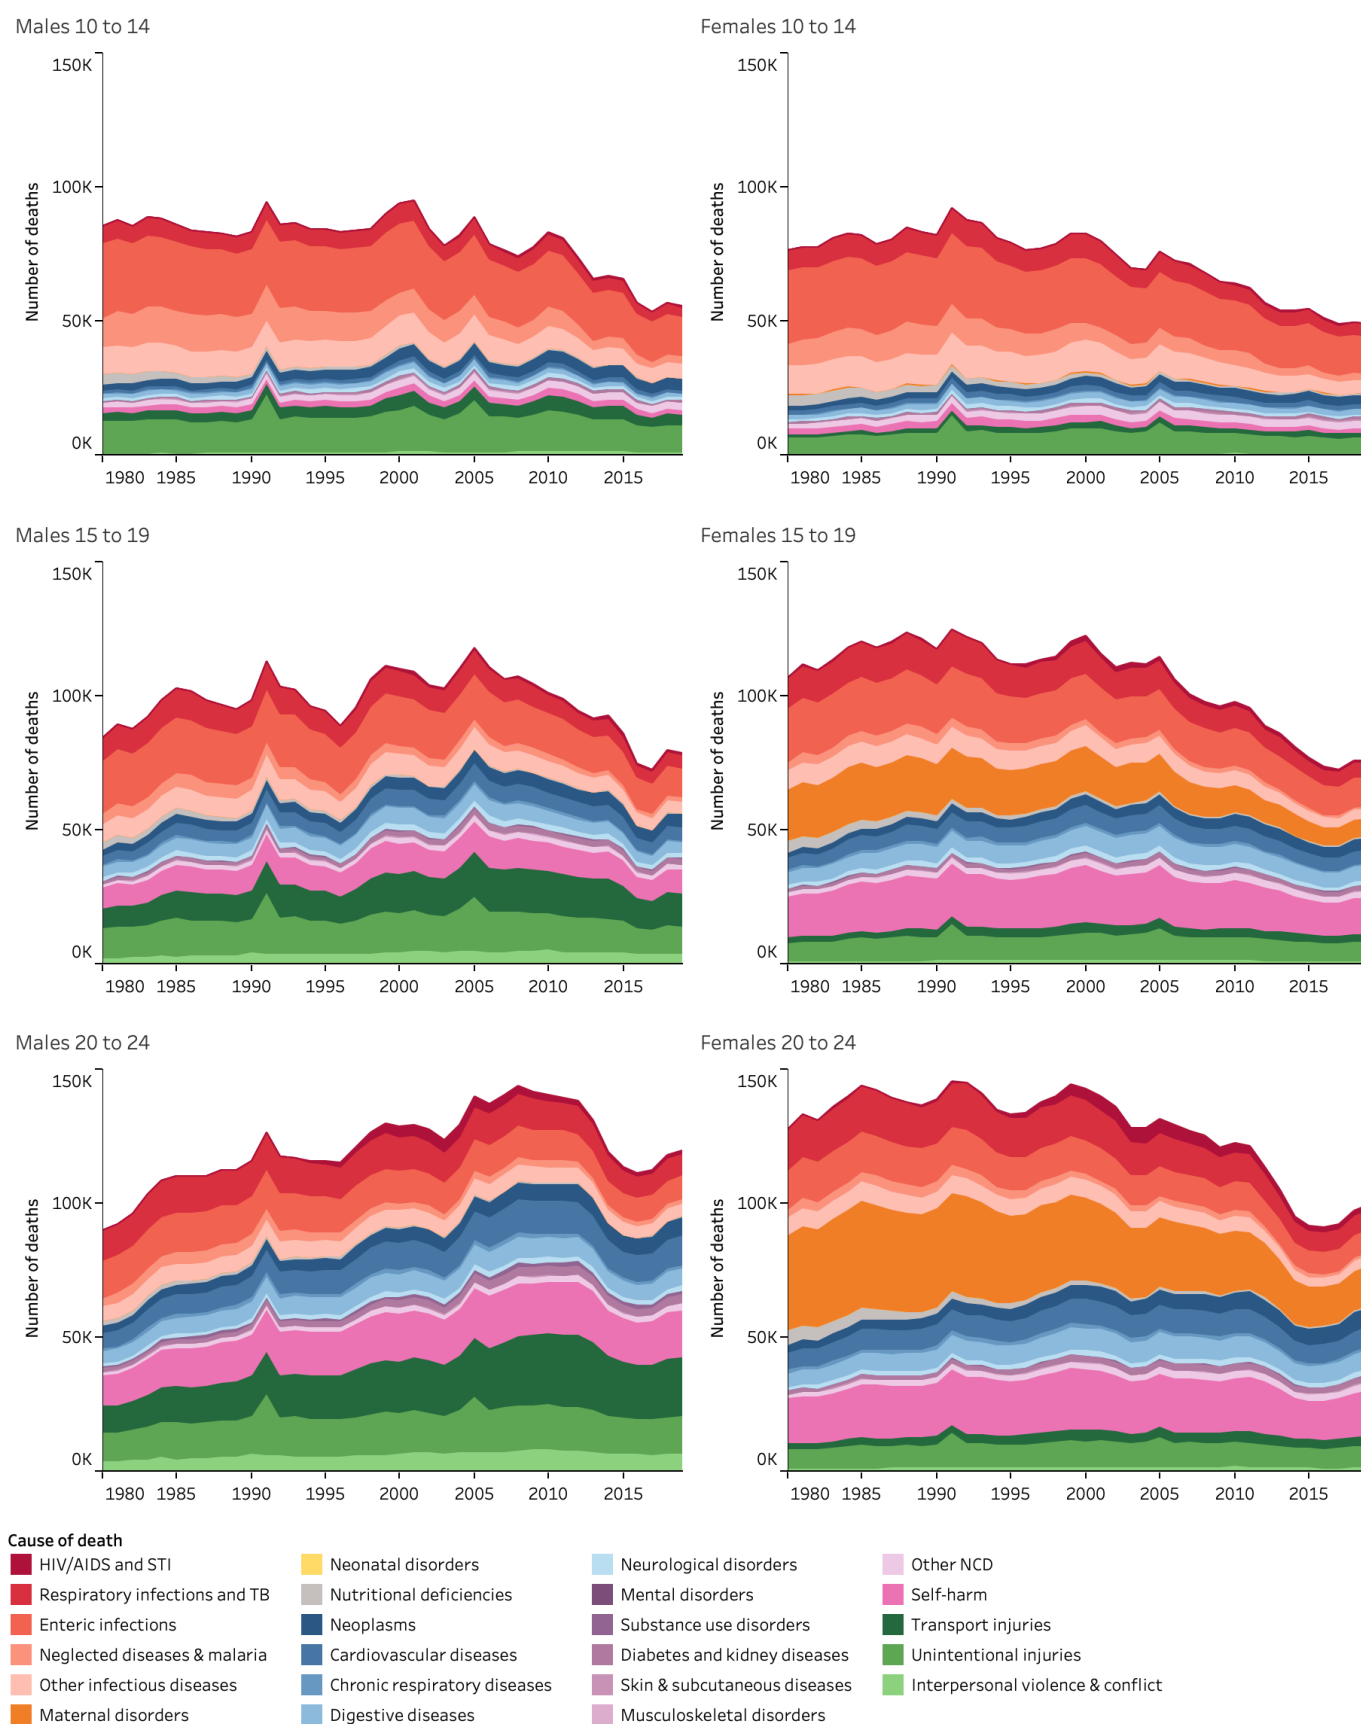 Males 10 to 14
Females 10 to 14
150K
100K
50K
0K
Number of deaths
1980 1985 1990 1995 2000 2005 2010 2015
150K
100K
50K
0K
Number of deaths
1980 1985 1990 1995 2000 2005 2010 2015
Males 15 to 19
Females 15 to 19
150K
100K
50K
0K
Number of deaths
1980 1985 1990 1995 2000 2005 2010 2015
150K
100K
50K
0K
Number of deaths
1980 1985 1990 1995 2000 2005 2010 2015
Males 20 to 24
Females 20 to 24
150K
100K
50K
0K
Number of deaths
1980 1985 1990 1995 2000 2005 2010 2015
150K
100K
50K
0K
Number of deaths
1980 1985 1990 1995 2000 2005 2010 2015
Cause of death
HIV/AIDS and STI
Respiratory infections and TB
Enteric infections
Neglected diseases & malaria
Other infectious diseases
Maternal disorders
Neonatal disorders
Nutritional deficiencies
Neoplasms
Cardiovascular diseases
Chronic respiratory diseases
Digestive diseases
Neurological disorders
Mental disorders
Substance use disorders
Diabetes and kidney diseases
Skin & subcutaneous diseases
Musculoskeletal disorders
Other NCD
Self-harm
Transport injuries
Unintentional injuries
Interpersonal violence & conflict